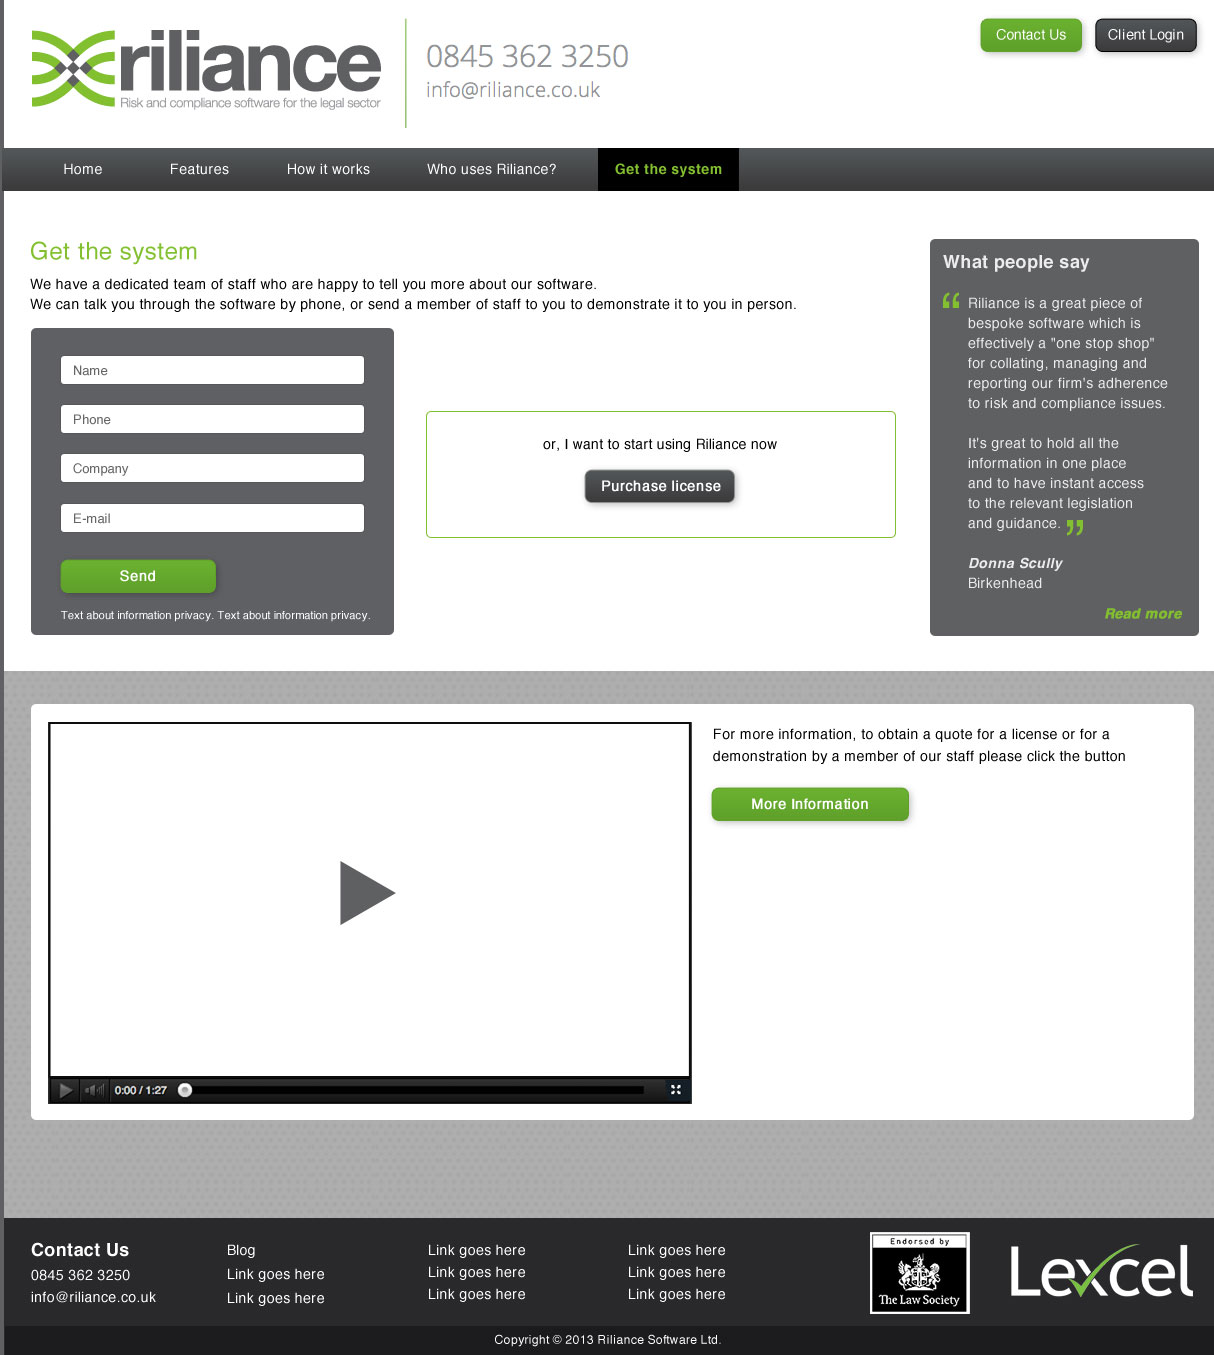 riliance
Risk and compliance software for the legal sector
0845 362 3250
info@riliance.co.uk
Contact Us
Client Login
Home
Features
How it works
Who uses Riliance?
Get the system
Get the system
We have a dedicated team of staff who are happy to tell you more about our software.
We can talk you through the software by phone, or send a member of staff to you to demonstrate it to you in person.
Name
Phone
Company
E-mail
Send
Text about information privacy. Text about information privacy.
or, I want to start using Riliance now
Purchase license
What people say
“ Riliance is a great piece of
bespoke software which is
effectively a "one stop shop"
for collating, managing and
reporting our firm's adherence
to risk and compliance issues.
It's great to hold all the
information in one place
and to have instant access
to the relevant legislation
and guidance. ”
Donna Scully
Birkenhead
Read more
0:00 / 1:27
For more information, to obtain a quote for a license or for a
demonstration by a member of our staff please click the button
More Information
Contact Us
0845 362 3250
info@riliance.co.uk
Blog
Link goes here
Link goes here
Link goes here
Link goes here
Link goes here
Link goes here
Link goes here
Link goes here
Endorsed by
The Law Society
Lexcel
Copyright © 2013 Riliance Software Ltd.